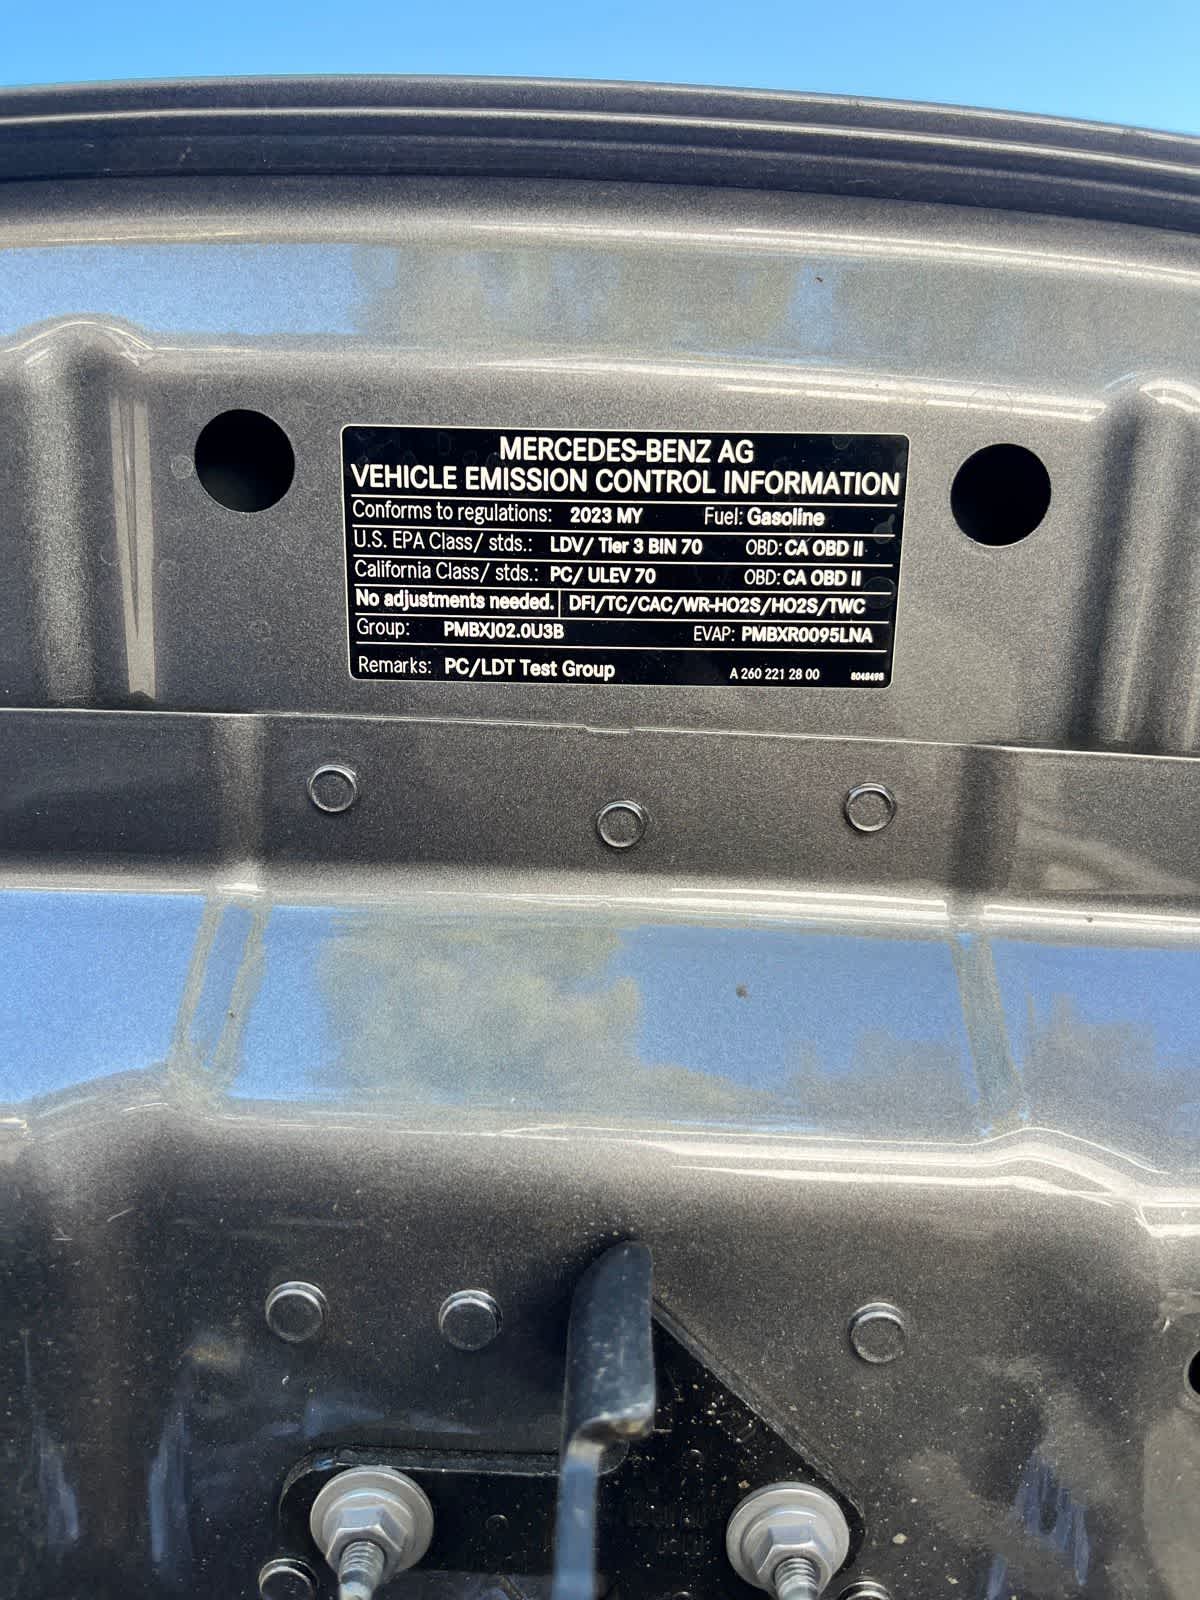 MERCEDES-BENZ AG
VEHICLE EMISSION CONTROL INFORMATION
Conforms to regulations: 2023 MY Fuel: Gasoline
U.S. EPA Class/ stds.: LDV/ Tier 3 BIN 70 OBD: CA OBD II
California Class/ stds.: PC/ ULEV 70 OBD: CA OBD II
No adjustments needed. DFI/TC/CAC/WR-HO2S/HO2S/TWC
Group: PMBXJ02.0U3B EVAP: PMBXR0095LNA
Remarks: PC/LDT Test Group A 260 221 28 00 8048498